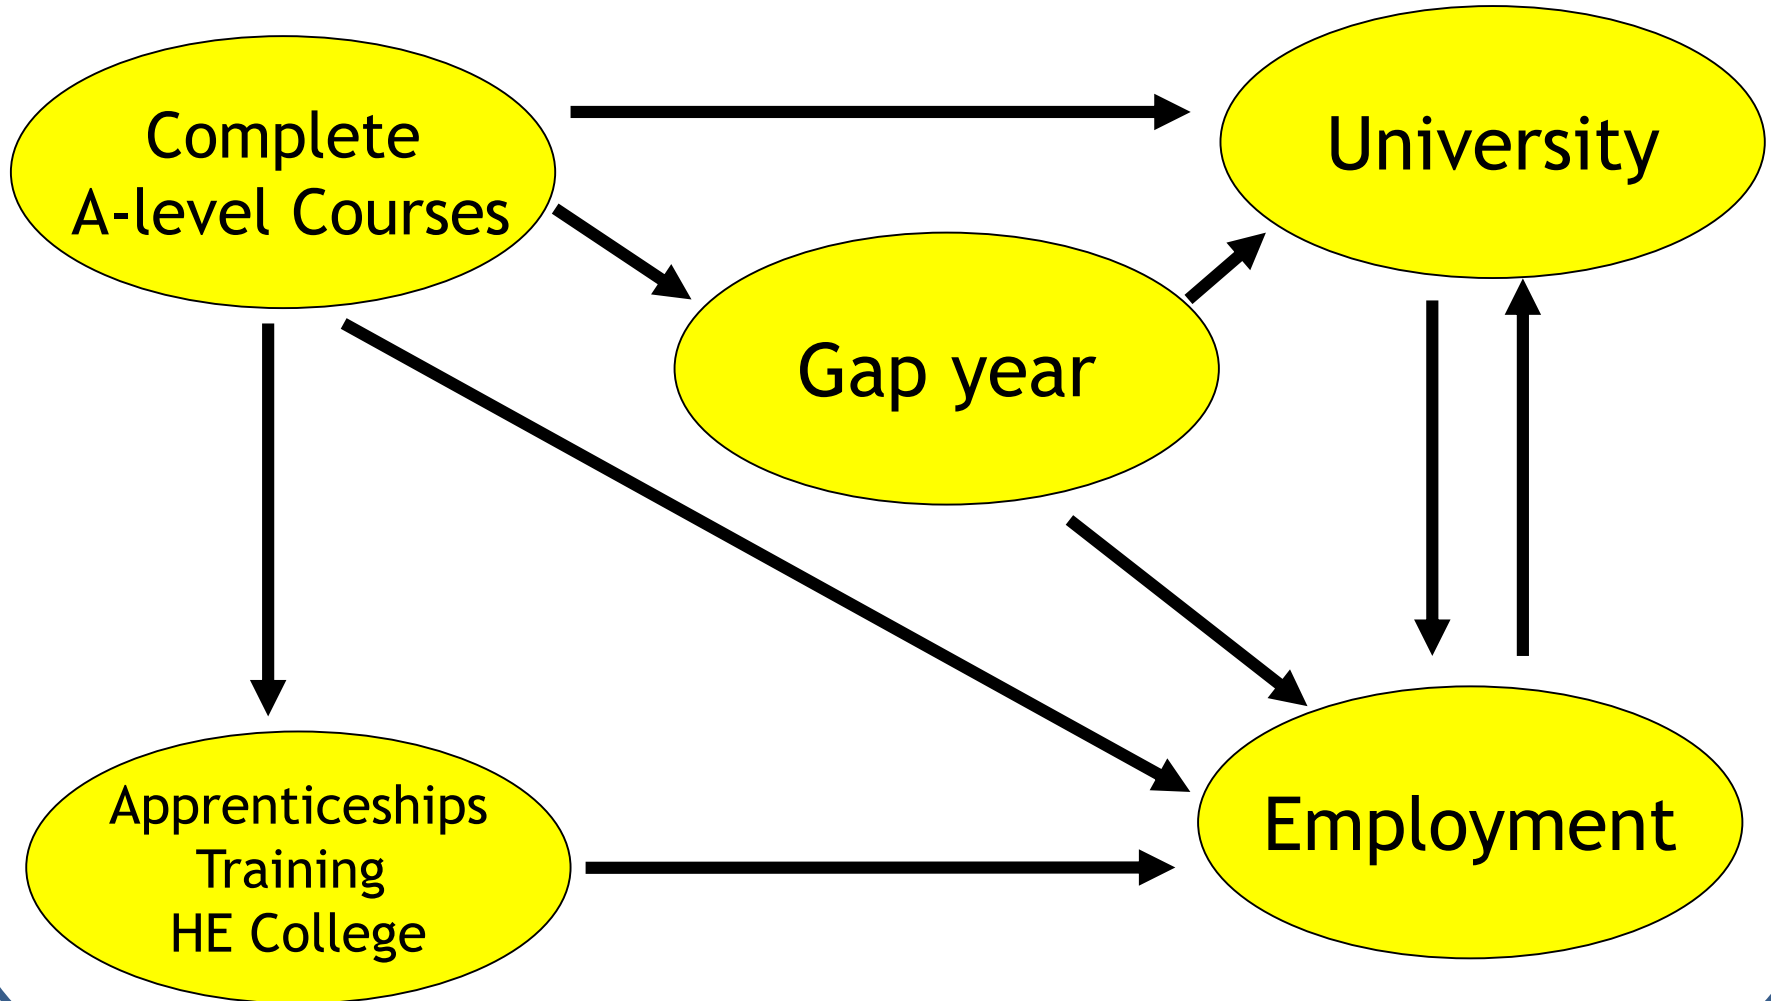 Complete
A-level Courses
University
Gap year
Apprenticeships
Training
HE College
Employment